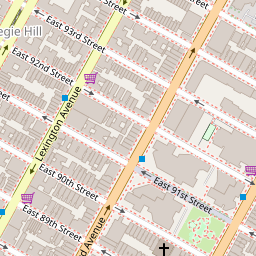 East 93rd Street
egie Hill
East 92nd Street
Lexington Avenue
East 91st Street
East 90th Street
East 89th Street
d Avenue